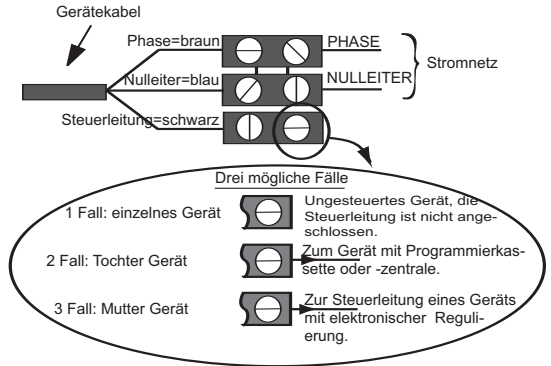 Gerätekabel
Phase=braun
PHASE
Nulleiter=blau
NULLEITER
Stromnetz
Steuerleitung=schwarz
Drei mögliche Fälle
1 Fall: einzelnes Gerät
Ungesteuertes Gerät, die
Steuerleitung ist nicht ange-
schlossen.
2 Fall: Tochter Gerät
Zum Gerät mit Programmierkas-
sette oder -zentrale.
3 Fall: Mutter Gerät
Zur Steuerleitung eines Geräts
mit elektronischer Reguli-
erung.